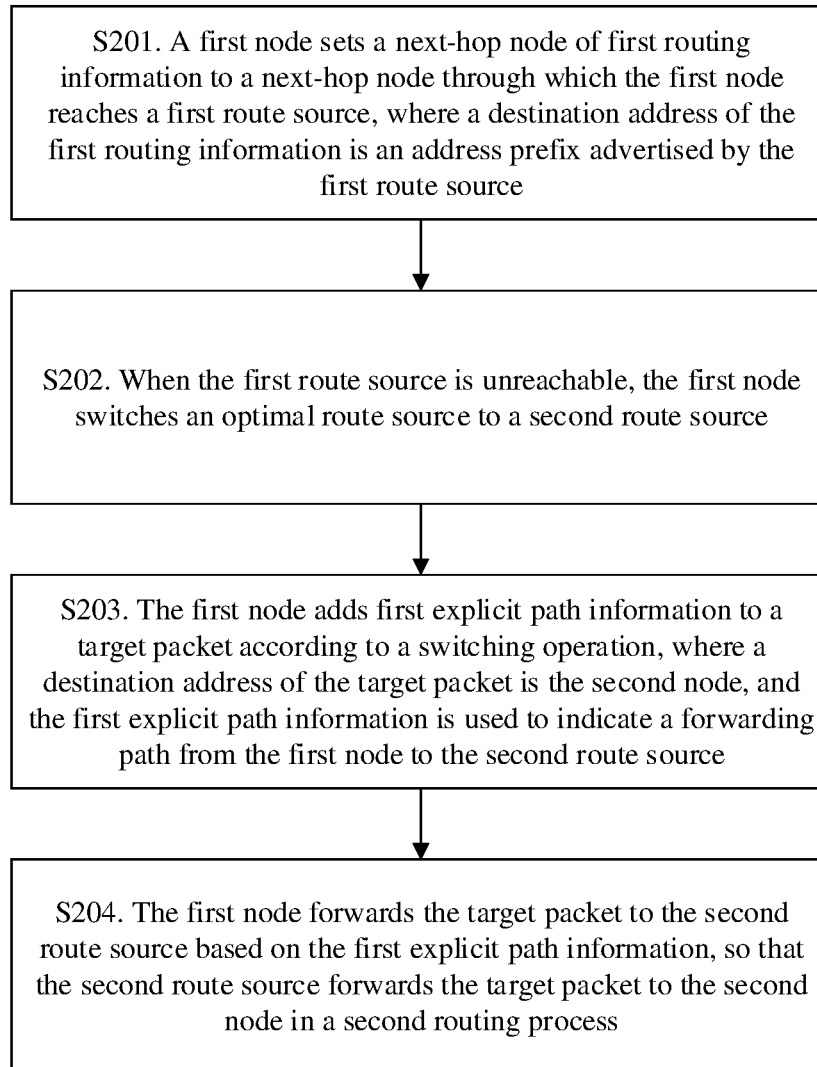 S201. A first node sets a next-hop node of first routing
information to a next-hop node through which the first node
reaches a first route source, where a destination address of the
first routing information is an address prefix advertised by the
first route source
S202. When the first route source is unreachable, the first node
switches an optimal route source to a second route source
S203. The first node adds first explicit path information to a
target packet according to a switching operation, where a
destination address of the target packet is the second node, and
the first explicit path information is used to indicate a forwarding
path from the first node to the second route source
S204. The first node forwards the target packet to the second
route source based on the first explicit path information, so that
the second route source forwards the target packet to the second
node in a second routing process